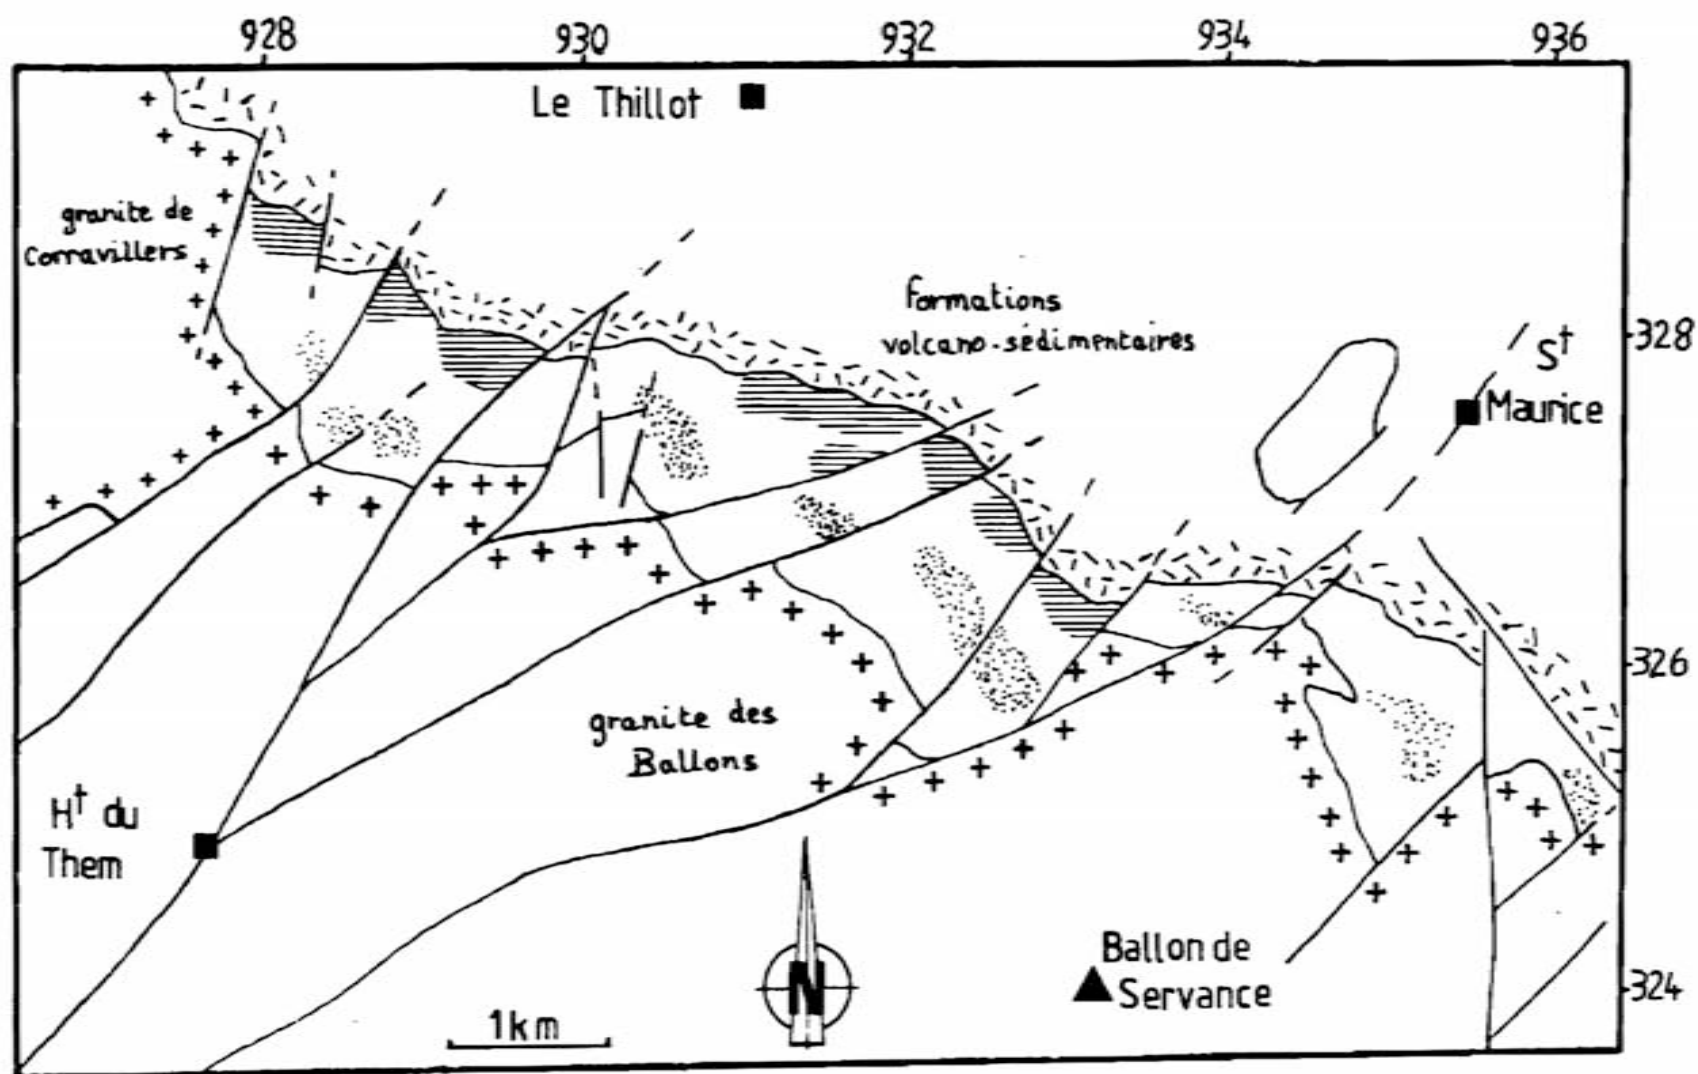 928 930 932 934 936
Le Thillot
granite de
Corravillers
formations
volcano-sédimentaires
328
St
Maurice
326
granite des
Ballons
Ht du
Them
N
Ballon de
Servance
324
1km